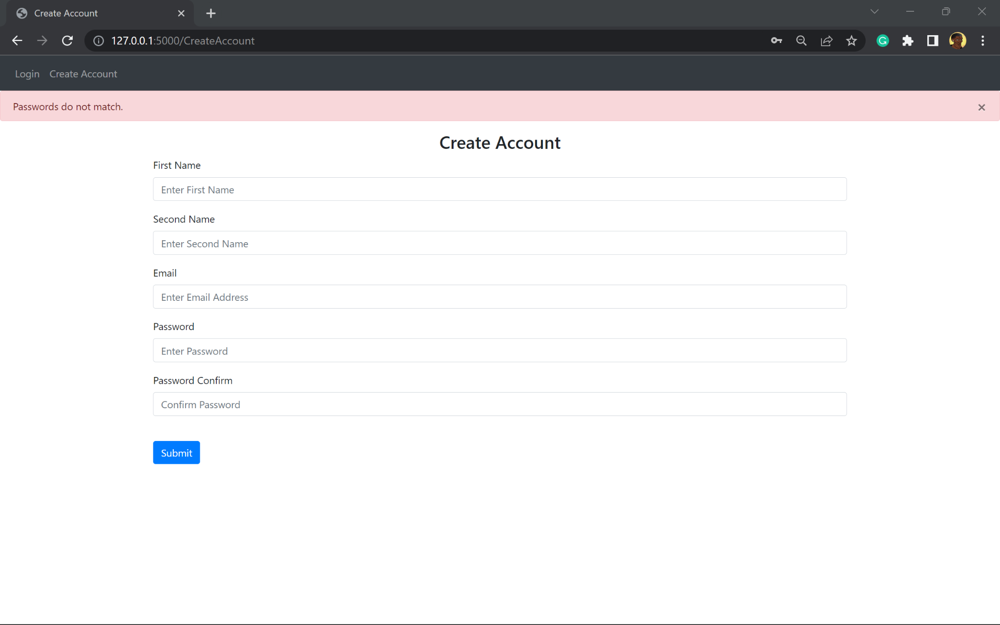 Create Account
127.0.0.1:5000/CreateAccount
Login Create Account
Passwords do not match.
Create Account
First Name
Enter First Name
Second Name
Enter Second Name
Email
Enter Email Address
Password
Enter Password
Password Confirm
Confirm Password
Submit